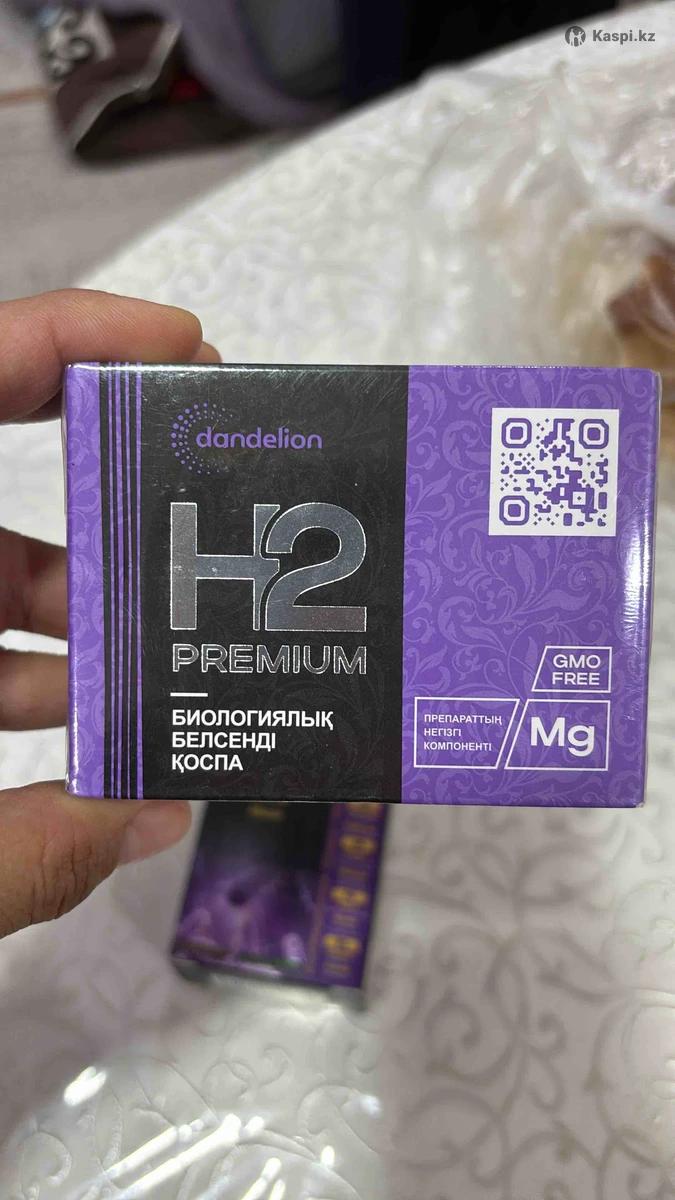 Kaspi.kz
dandelion
H2
PREMIUM
БИОЛОГИЯЛЫҚ
БЕЛСЕНДІ
ҚОСПА
GMO
FREE
ПРЕПАРАТТЫҢ
НЕГІЗГІ
КОМПОНЕНТІ
Mg